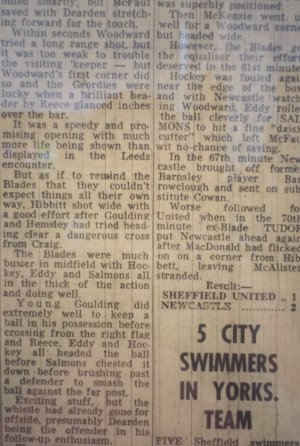 saved with Dearden stretch-
ing forward for the touch.
Within seconds Woodward
tried a long range shot, but
it was too weak to trouble
the visiting keeper — but
Woodward's first corner did
so and the Geordies were
lucky when a brilliant hea-
der by Reece glanced inches
over the bar.
It was a speedy and pro-
mising opening with much
more life being shown than
displayed in the Leeds
encounter.
But as if to remind the
Blades that they couldn't
expect things all their own
way, Hibbitt shot wide with
a good effort after Goulding
and Hemsley had tried head-
ing clear a dangerous cross
from Craig.
The Blades were much
busier in midfield with Hoc-
key, Eddy and Salmons all
in the thick of the action
and doing well.
Young Goulding did
extremely well to keep a
ball in his possession before
crossing from the right flag
and Reece, Eddy and Hoc-
key all headed the ball
before Salmons chested it
down before brushing past
a defender to smash the
ball against the far post.
Exciting stuff, but the
whistle had already gone for
offside, presumably Dearden
being the offender in his
follow-up enthusiasm.
was superbly positioned.
Then McKenzie went
well for a Woodward corn
but headed wide.
However, the Blades go
the equaliser their effor
deserved in the 61st minute
Hockey was fouled aga
near the edge of the box
and with Newcastle watc
ing Woodward, Eddy rolle
the ball cleverly for SAL
MONS to hit a fine "dais
cutter" which left McFau
wit no chance of saving.
In the 67th minute New
castle brought off forme
Barnsley player Bar
rowclough and sent on sub
stitute Cowan.
Worse followed fo
United when in the 70th
minute ex-Blade TUDOR
put Newcastle ahead again
after MacDonald had flicked
on a corner from Hib
bett, leaving McAlister
stranded.
Result:—
SHEFFIELD UNITED .. 1
NEWCASTLE ............ 2
5 CITY
SWIMMERS
IN YORKS.
TEAM
FIVE Sheffield swimmers